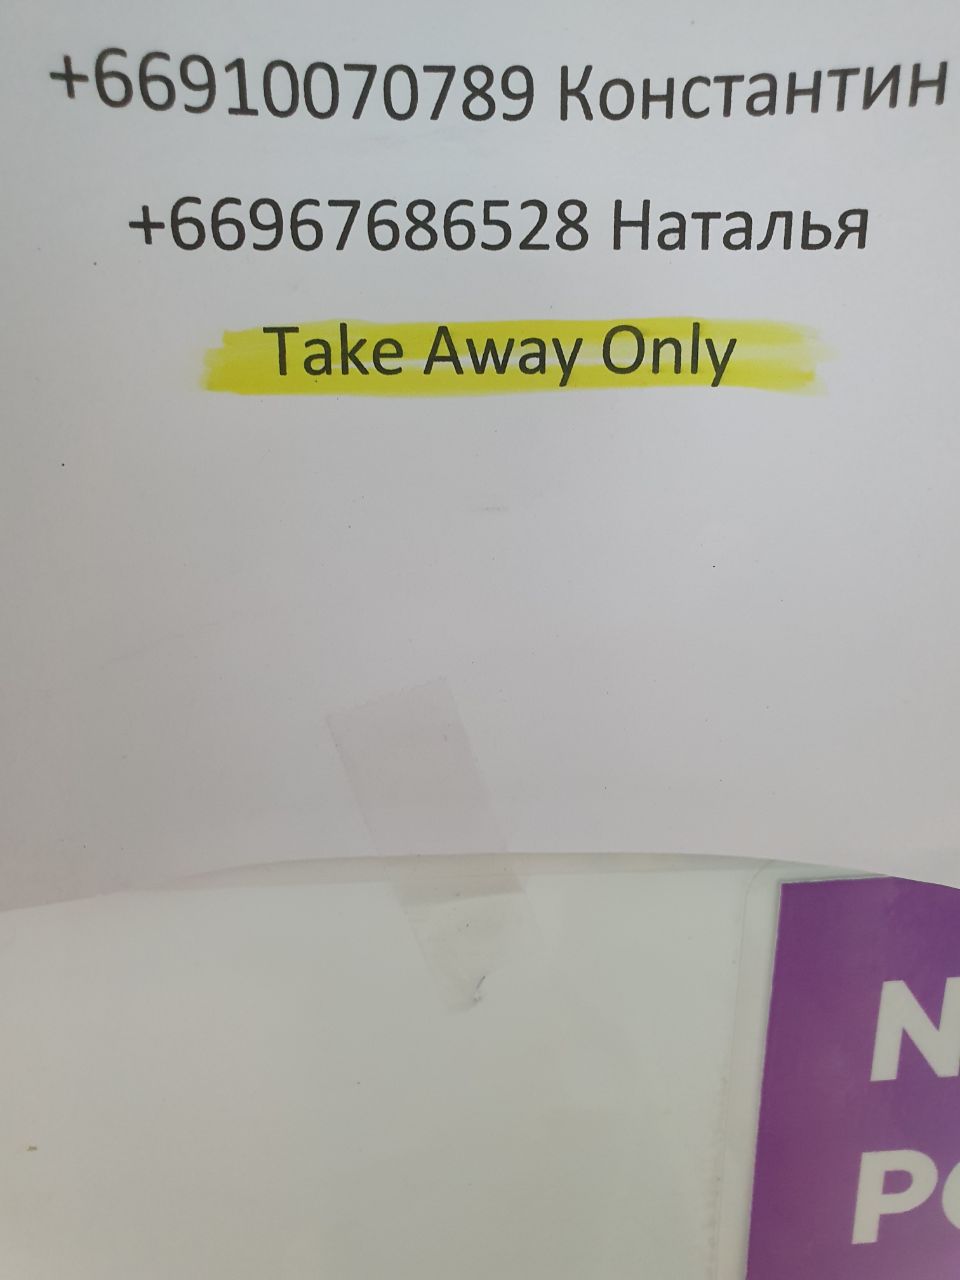 +66910070789 Константин
+66967686528 Наталья
Take Away Only